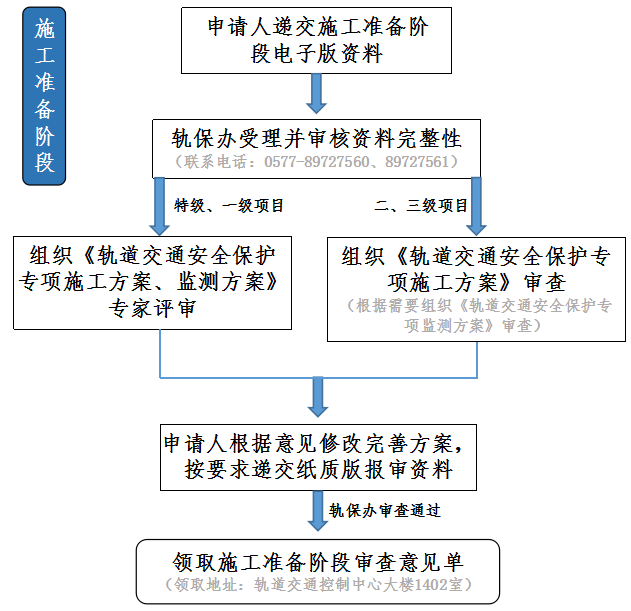 施工准备阶段
申请人递交施工准备阶
段电子版资料
轨保办受理并审核资料完整性
（联系电话：0577-89727560、89727561）
特级、一级项目
二、三级项目
组织《轨道交通安全保护
专项施工方案、监测方案》
专家评审
组织《轨道交通安全保护专
项施工方案》审查
（根据需要组织《轨道交通安全保护专
项监测方案》审查）
申请人根据意见修改完善方案，
按要求递交纸质版报审资料
轨保办审查通过
领取施工准备阶段审查意见单
（领取地址：轨道交通控制中心大楼1402室）